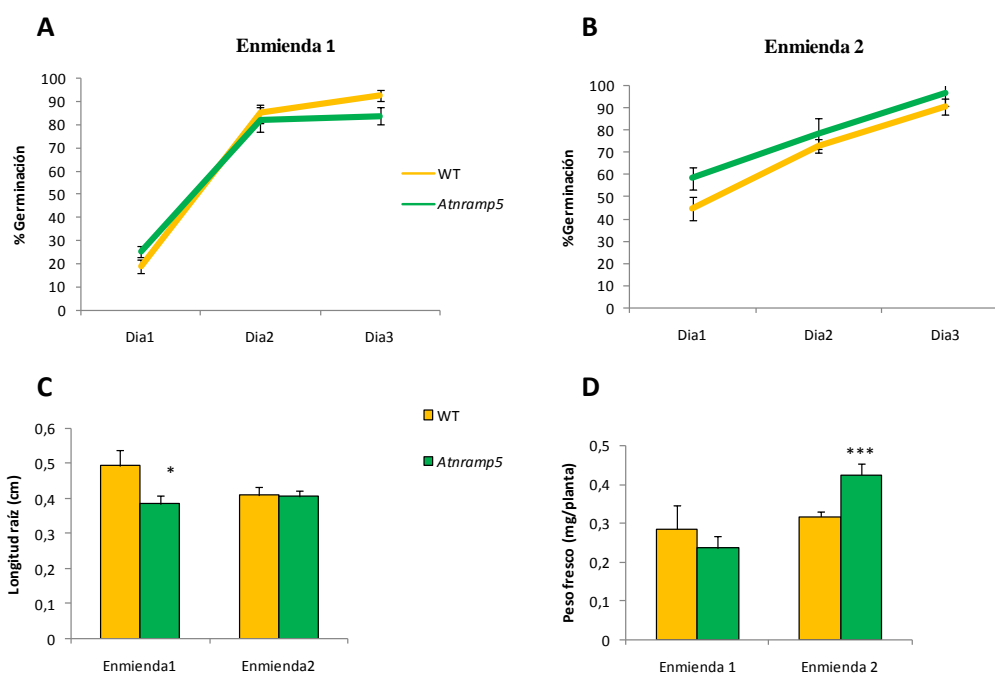 A
Enmienda 1
%Germinación
100
90
80
70
60
50
40
30
20
10
0
Dia1
Dia2
Dia3
WT
Atnramp5
B
Enmienda 2
%Germinación
100
90
80
70
60
50
40
30
20
10
0
Dia1
Dia2
Dia3
C
Longitud raíz (cm)
0,6
0,5
0,4
0,3
0,2
0,1
0
*
Enmienda1
Enmienda2
WT
Atnramp5
D
Peso fresco (mg/planta)
0,5
0,4
0,3
0,2
0,1
0
***
Enmienda 1
Enmienda 2